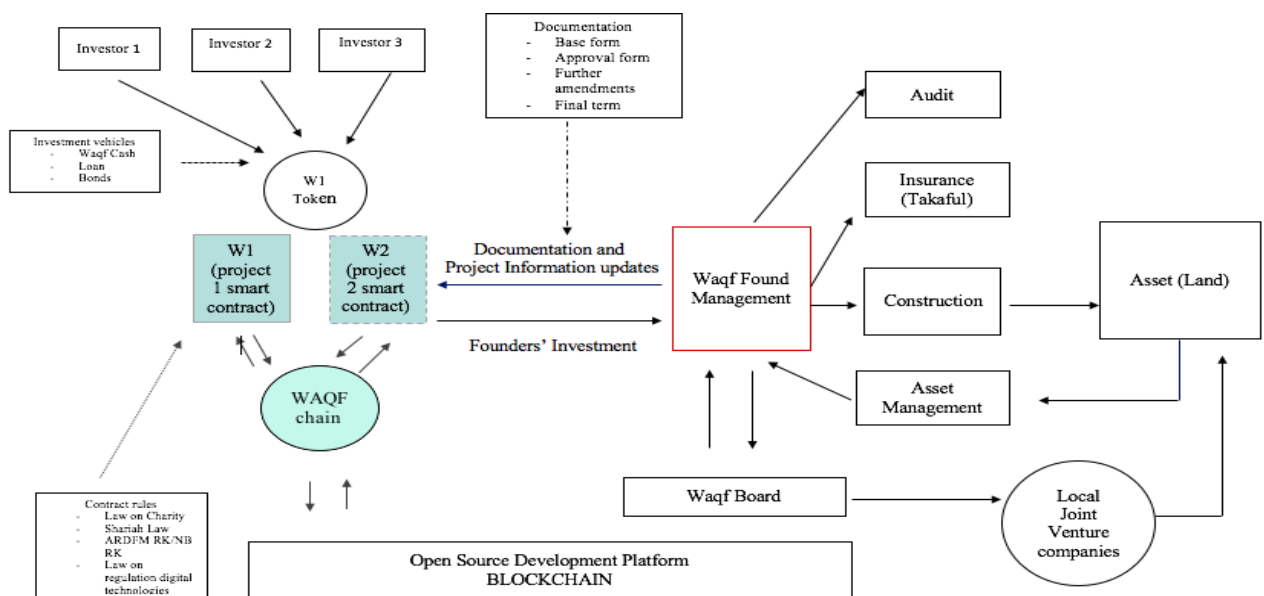 Investor 1
Investor 2
Investor 3
Documentation
- Base form
- Approval form
- Further
amendments
- Final term
Audit
Investment vehicles
- Waqf Cash
- Loan
- Bonds
W1
Token
Insurance
(Takaful)
W1
(project
1 smart
contract)
W2
(project
2 smart
contract)
Documentation and
Project Information updates
Founders' Investment
Waqf Found
Management
Construction
Asset (Land)
Asset
Management
WAQF
chain
Waqf Board
Local
Joint
Venture
companies
Contract rules
- Law on Charity
- Shariah Law
- ARDFM RK/NB
RK
- Law on
regulation digital
technologies
Open Source Development Platform
BLOCKCHAIN